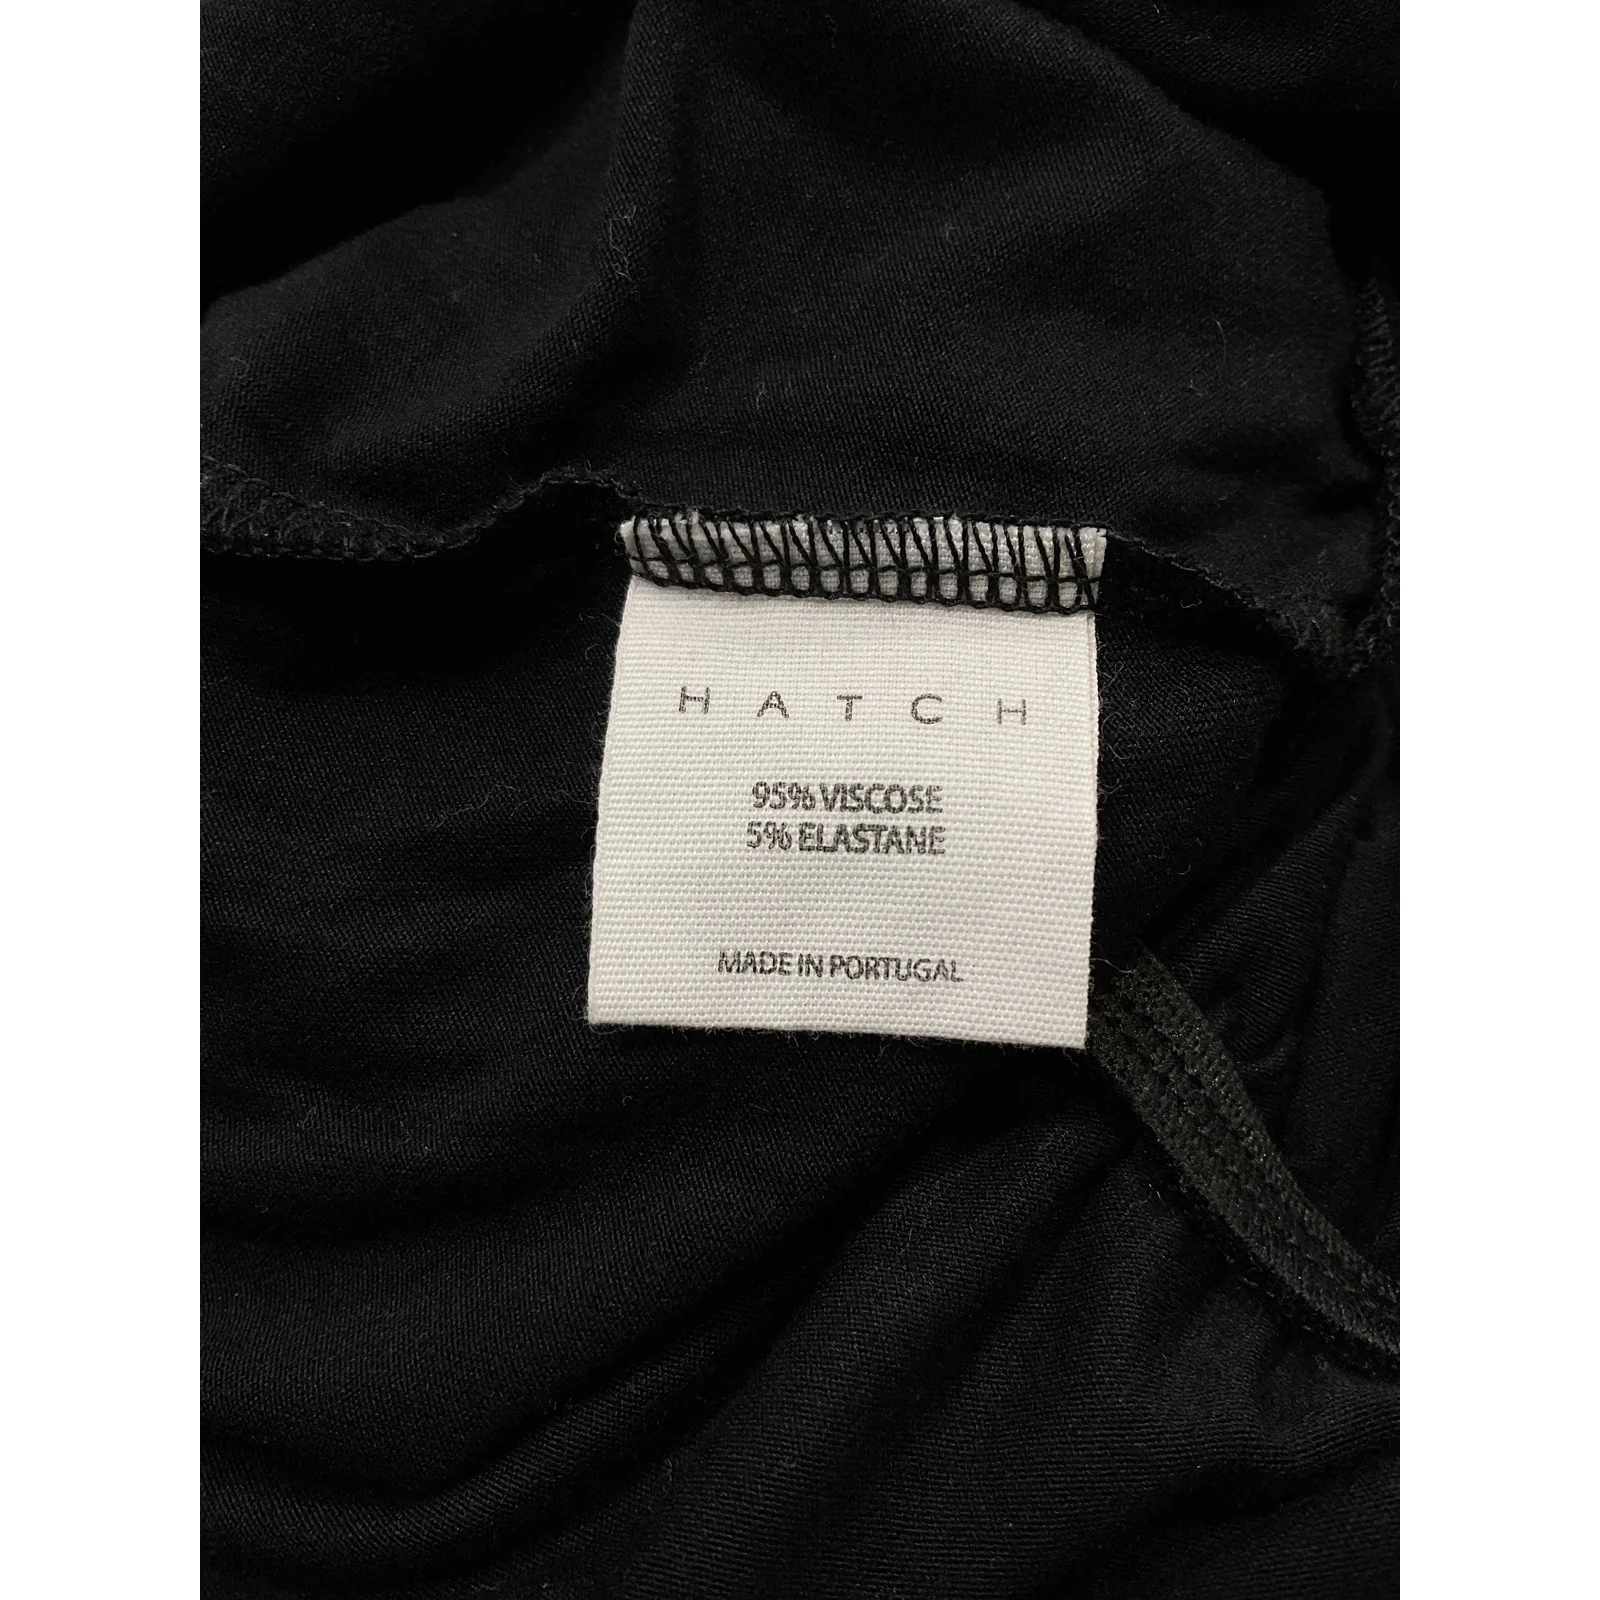 HATCH
95% VISCOSE
5% ELASTANE
MADE IN PORTUGAL